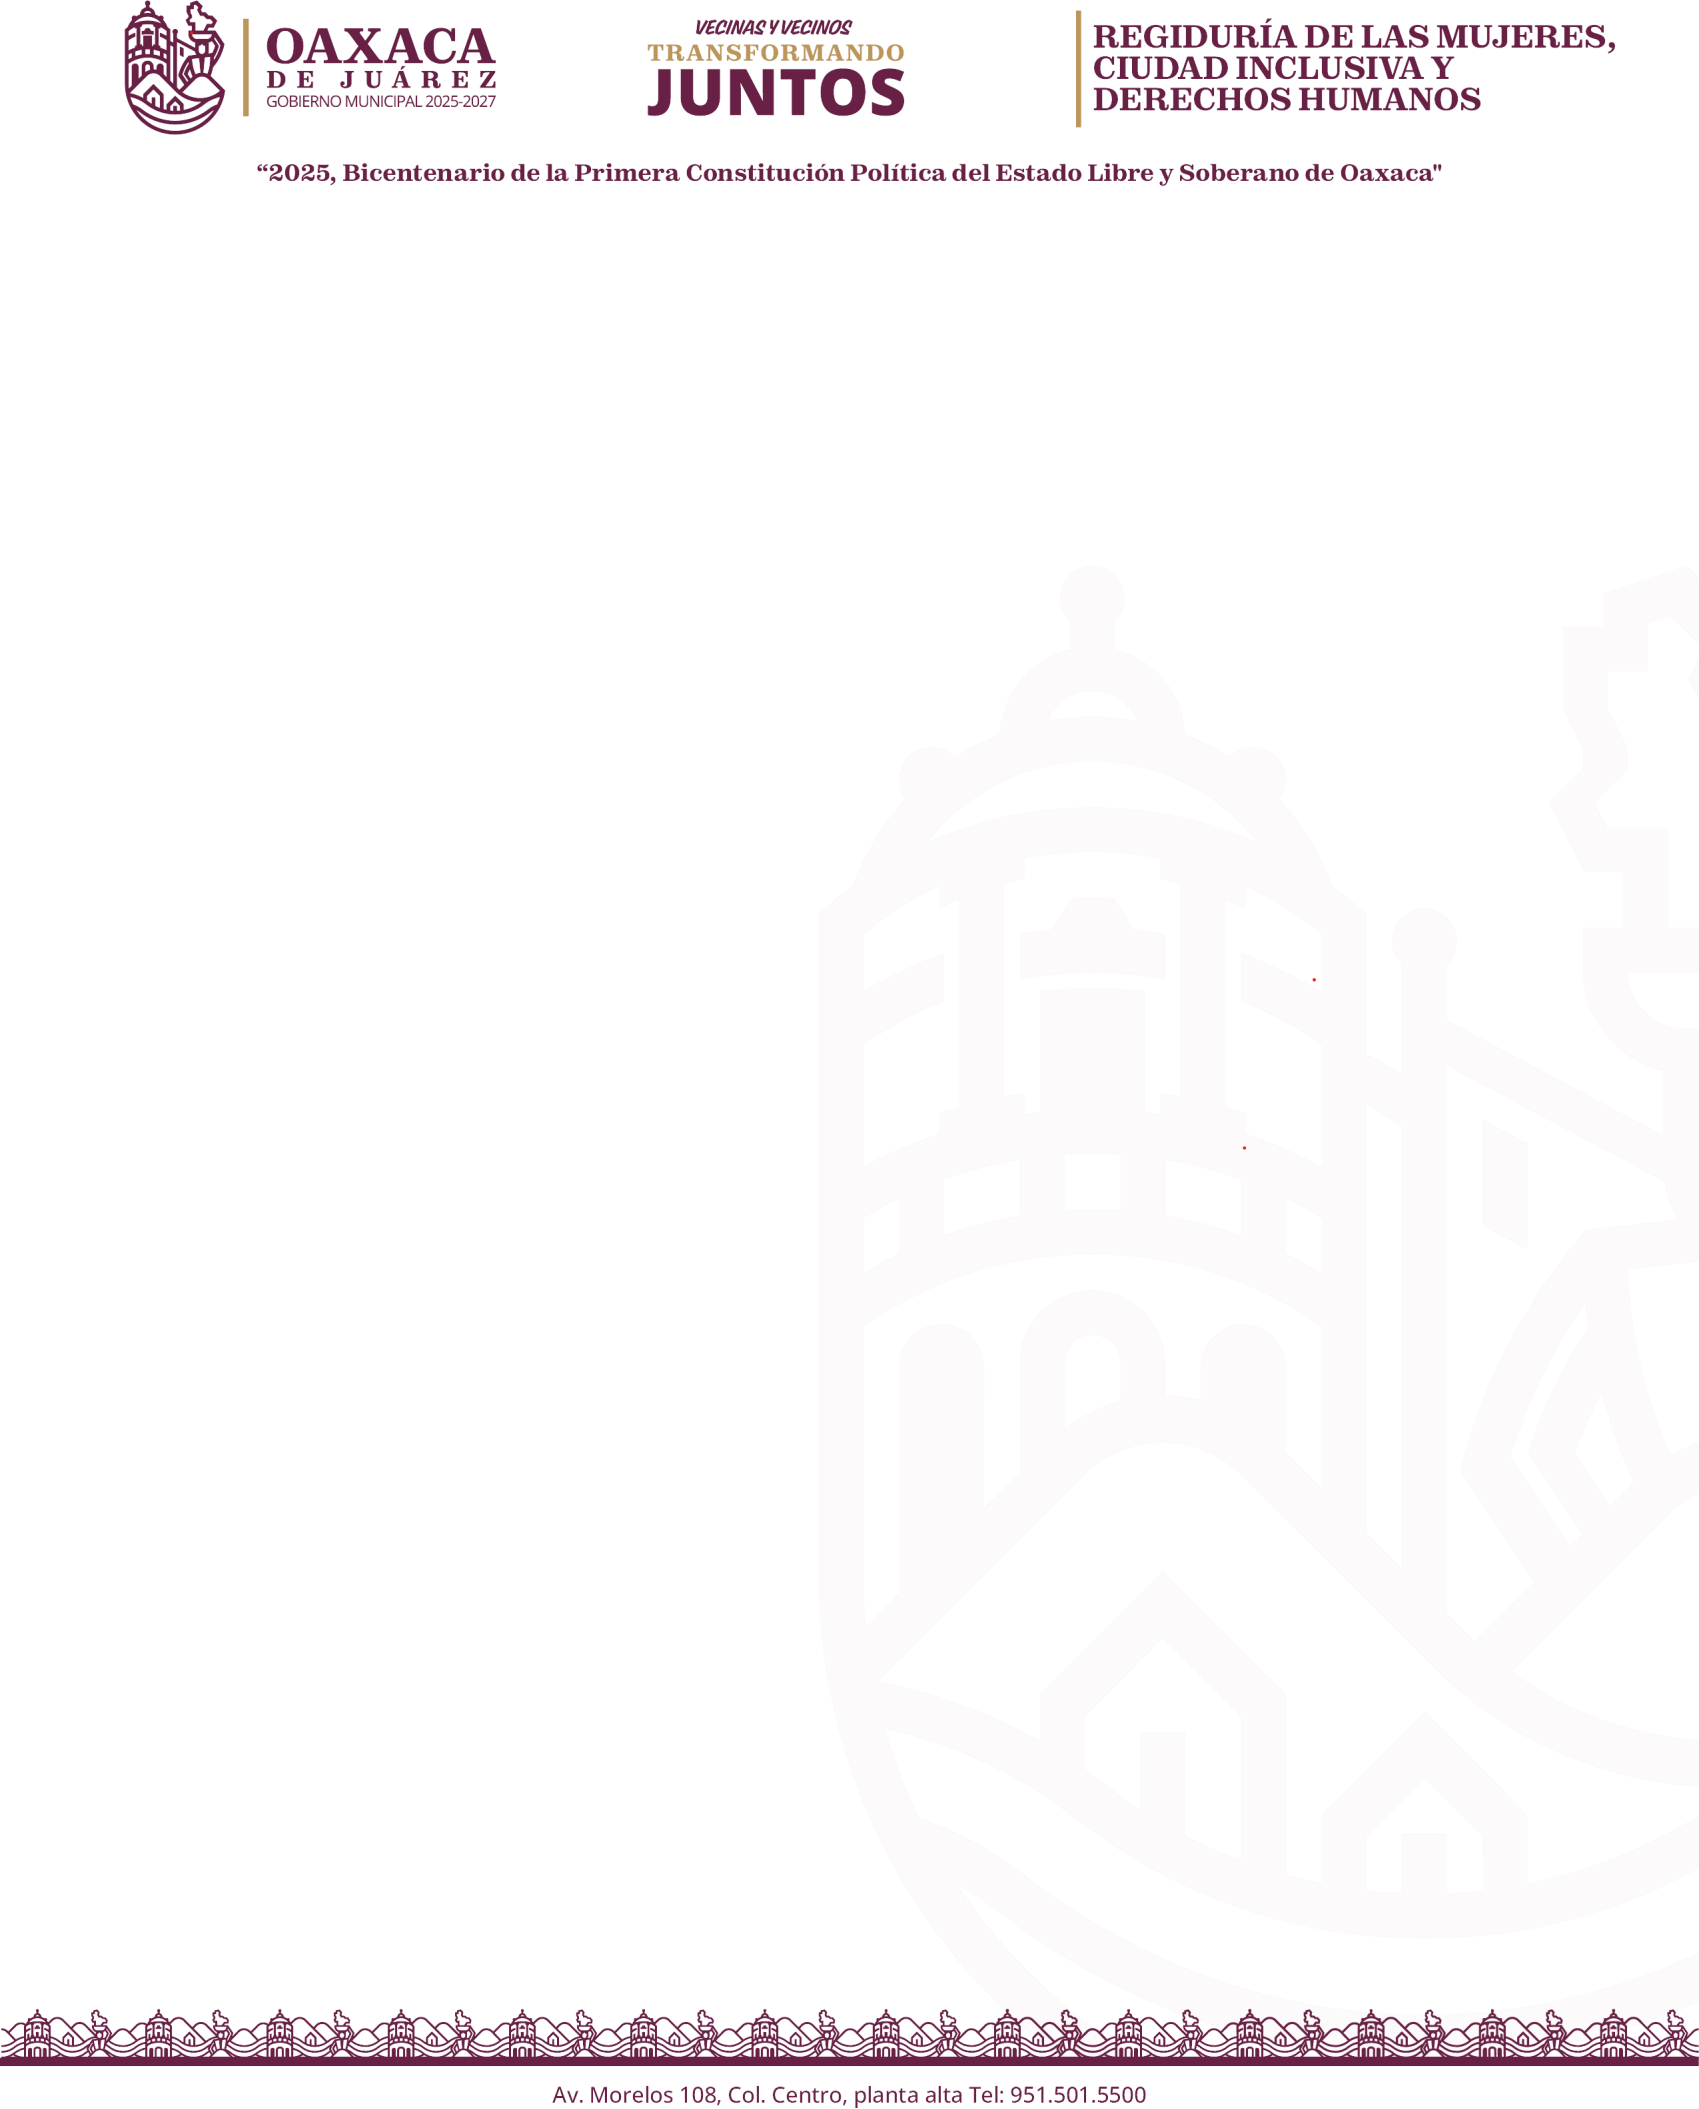 OAXACA
DE JUÁREZ
GOBIERNO MUNICIPAL 2025-2027
VECINAS Y VECINOS
TRANSFORMANDO
JUNTOS
REGIDURÍA DE LAS MUJERES,
CIUDAD INCLUSIVA Y
DERECHOS HUMANOS
“2025, Bicentenario de la Primera Constitución Política del Estado Libre y Soberano de Oaxaca"
Av. Morelos 108, Col. Centro, planta alta Tel: 951.501.5500